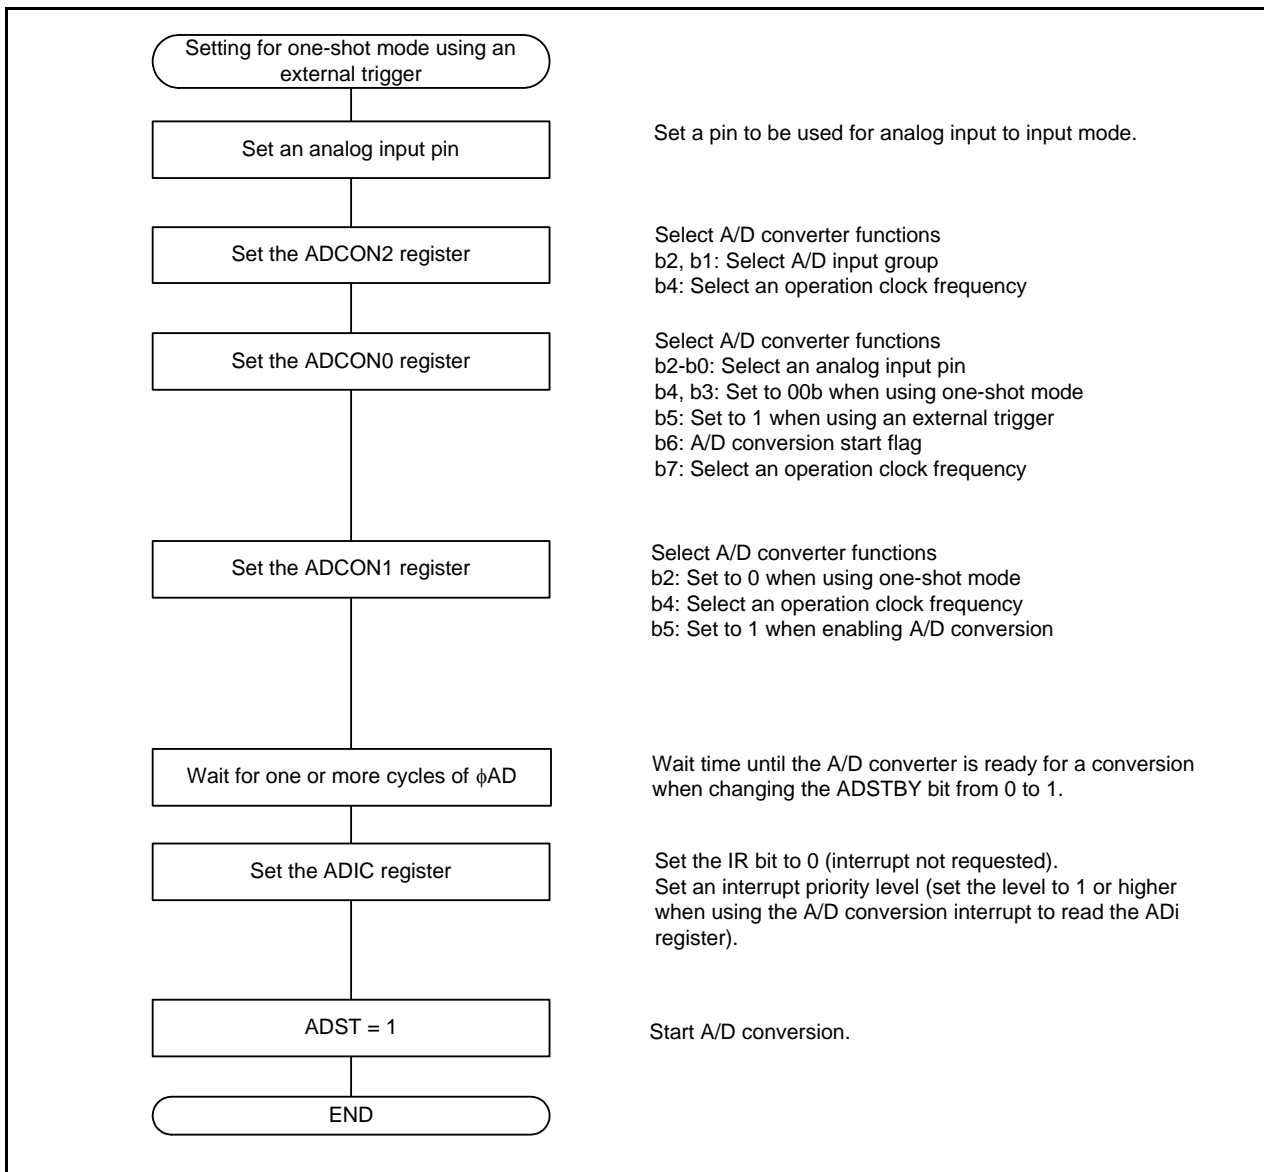 Setting for one-shot mode using an
external trigger
Set an analog input pin
Set a pin to be used for analog input to input mode.
Set the ADCON2 register
Select A/D converter functions
b2, b1: Select A/D input group
b4: Select an operation clock frequency
Set the ADCON0 register
Select A/D converter functions
b2-b0: Select an analog input pin
b4, b3: Set to 00b when using one-shot mode
b5: Set to 1 when using an external trigger
b6: A/D conversion start flag
b7: Select an operation clock frequency
Set the ADCON1 register
Select A/D converter functions
b2: Set to 0 when using one-shot mode
b4: Select an operation clock frequency
b5: Set to 1 when enabling A/D conversion
Wait for one or more cycles of ϕAD
Wait time until the A/D converter is ready for a conversion
when changing the ADSTBY bit from 0 to 1.
Set the ADIC register
Set the IR bit to 0 (interrupt not requested).
Set an interrupt priority level (set the level to 1 or higher
when using the A/D conversion interrupt to read the ADi
register).
ADST = 1
Start A/D conversion.
END